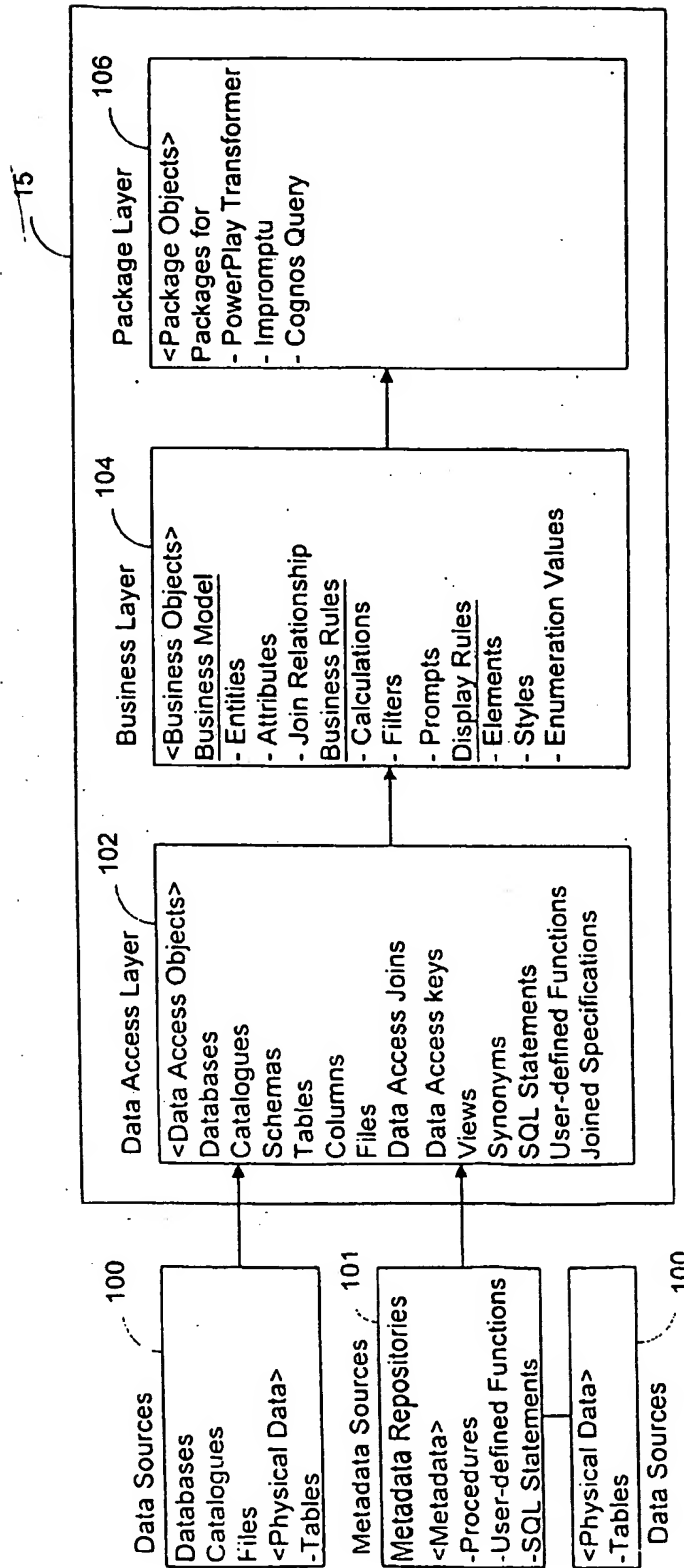 15
Data Sources
100
Databases
Catalogues
Files
<Physical Data>
-Tables
Metadata Sources
101
Metadata Repositories
<Metadata>
-Procedures
-User-defined Functions
-SQL Statements
<Physical Data>
-Tables
100
Data Sources
Data Access Layer
102
<Data Access Objects>
Databases
Catalogues
Schemas
Tables
Columns
Files
Data Access Joins
Data Access keys
Views
Synonyms
SQL Statements
User-defined Functions
Joined Specifications
Business Layer
104
<Business Objects>
Business Model
- Entities
- Attributes
- Join Relationship
Business Rules
- Calculations
- Filters
- Prompts
Display Rules
- Elements
- Styles
- Enumeration Values
Package Layer
106
<Package Objects>
Packages for
- PowerPlay Transformer
- Impromptu
- Cognos Query